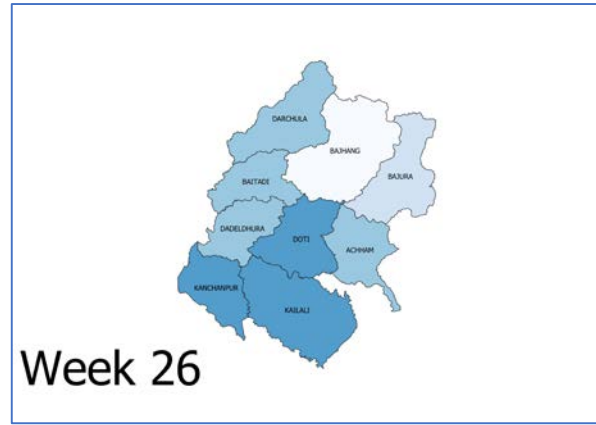 DARCHULA
BAJHANG
BAJURA
BAITADI
DADELDHURA
DOTI
ACHHAM
KANCHANPUR
KAILALI
Week 26